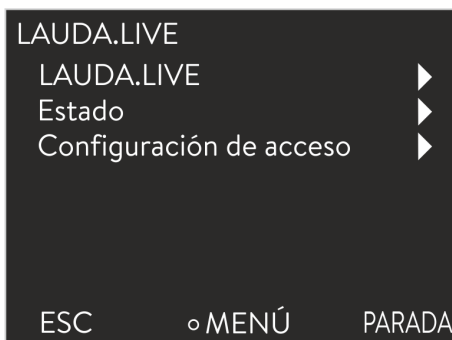 LAUDA.LIVE
LAUDA.LIVE
Estado
Configuración de acceso
ESC MENÚ PARADA